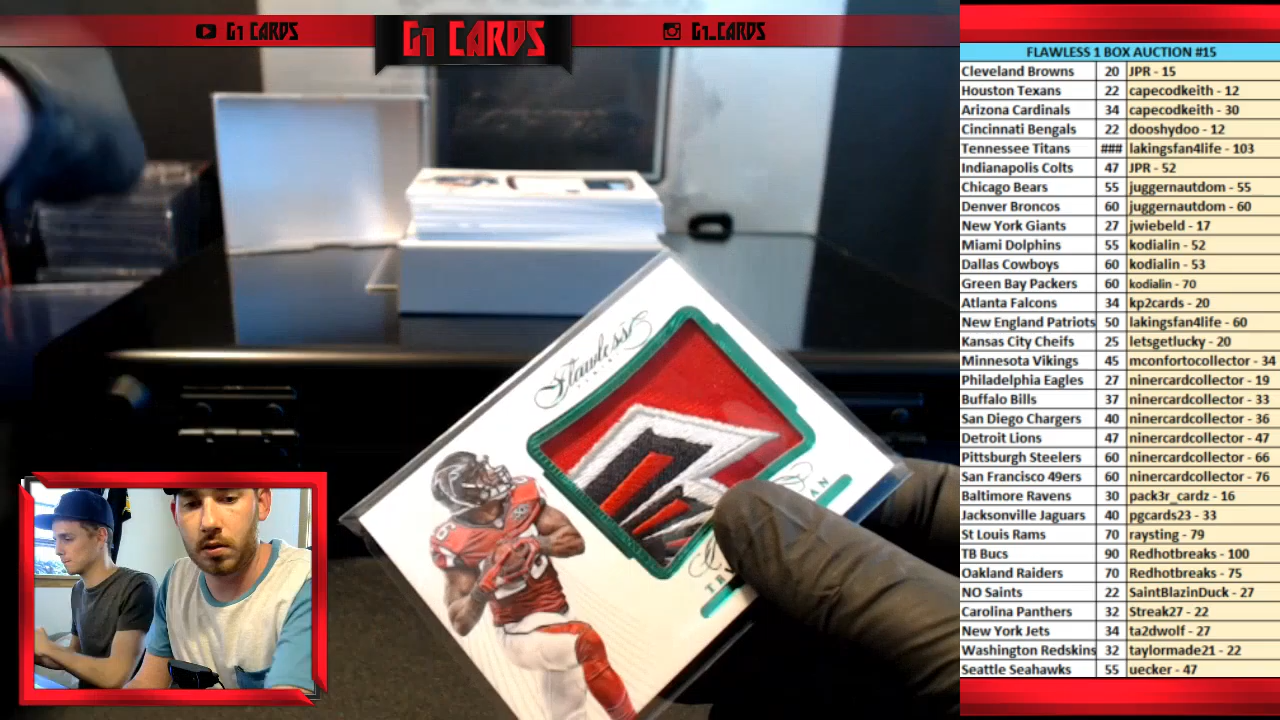 G1 CARDS
G1 CARDS
G1_CARDS
FLAWLESS 1 BOX AUCTION #15
Cleveland Browns 20 JPR - 15
Houston Texans 22 capecodkeith - 12
Arizona Cardinals 34 capecodkeith - 30
Cincinnati Bengals 22 dooshydoo - 12
Tennessee Titans ### lakingsfan4life - 103
Indianapolis Colts 47 JPR - 52
Chicago Bears 55 juggernautdom - 55
Denver Broncos 60 juggernautdom - 60
New York Giants 27 jwiebeld - 17
Miami Dolphins 55 kodialin - 52
Dallas Cowboys 60 kodialin - 53
Green Bay Packers 60 kodialin - 70
Atlanta Falcons 34 kp2cards - 20
New England Patriots 50 lakingsfan4life - 60
Kansas City Cheifs 25 letsgetlucky - 20
Minnesota Vikings 45 mconfortocollector - 34
Philadelphia Eagles 27 ninercardcollector - 19
Buffalo Bills 37 ninercardcollector - 33
San Diego Chargers 40 ninercardcollector - 36
Detroit Lions 47 ninercardcollector - 47
Pittsburgh Steelers 60 ninercardcollector - 66
San Francisco 49ers 60 ninercardcollector - 76
Baltimore Ravens 30 pack3r_cardz - 16
Jacksonville Jaguars 40 pgcards23 - 33
St Louis Rams 70 raysting - 79
TB Bucs 90 Redhotbreaks - 100
Oakland Raiders 70 Redhotbreaks - 75
NO Saints 22 SaintBlazinDuck - 27
Carolina Panthers 32 Streak27 - 22
New York Jets 34 ta2dwolf - 27
Washington Redskins 32 taylormade21 - 22
Seattle Seahawks 55 uecker - 47
Flawless